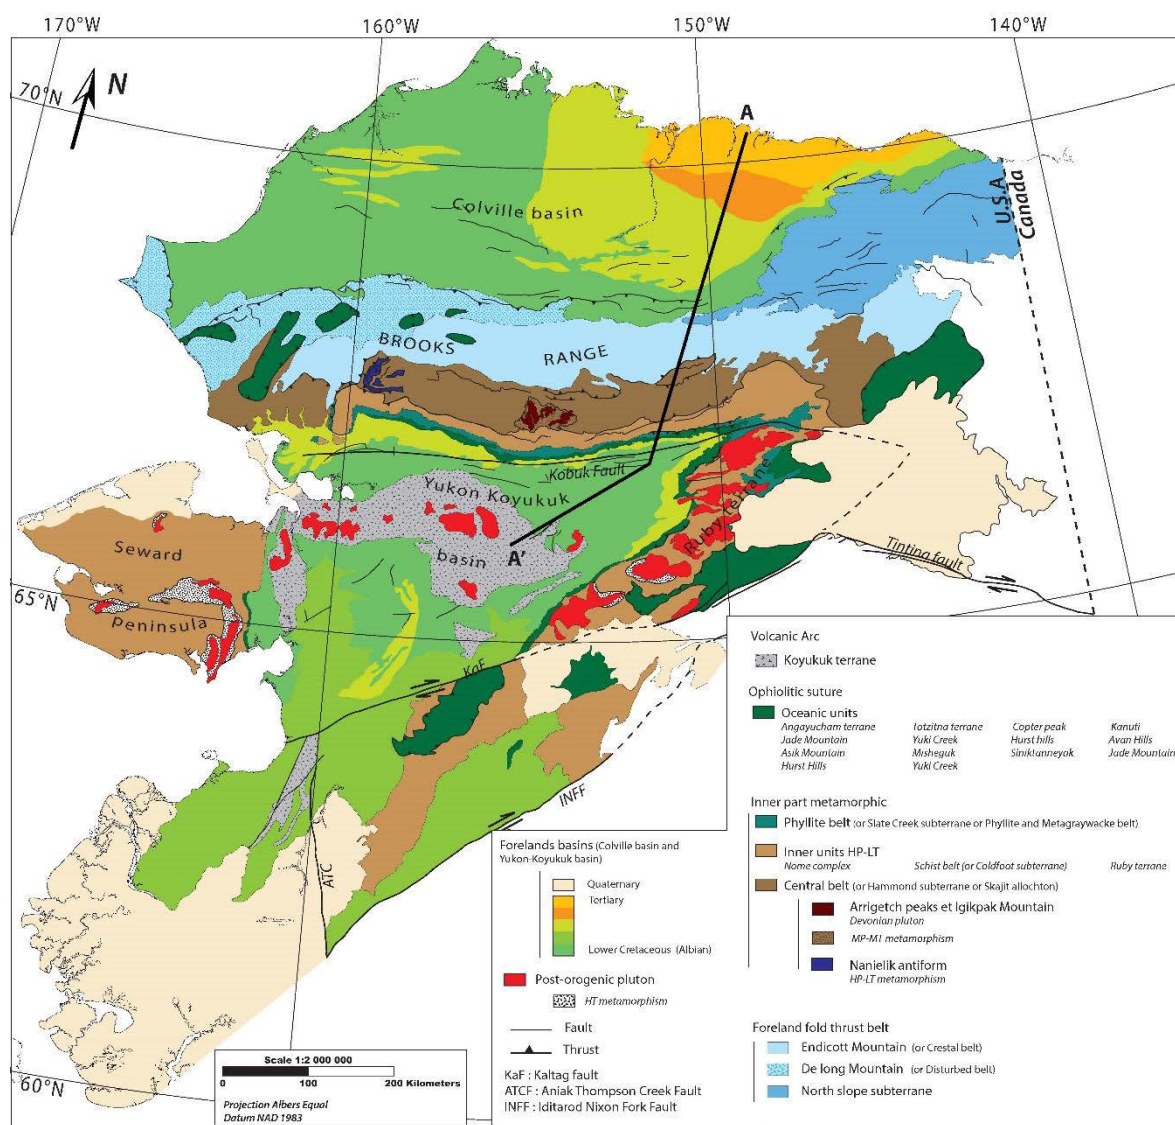 170°W
160°W
150°W
140°W
N
70°N
A
U.S.A
Canada
Colville basin
BROOKS
RANGE
Kobuk Fault
Yukon Koyukuk
basin
A'
Ruby terrane
Seward
peninsula
Tintina fault
65°N
KaF
INFF
ATC
60°N
Volcanic Arc
Koyukuk terrane
Ophiolitic suture
Oceanic units
Angayucham terrane Totzitna terrane Copter peak Kanuti
Jade Mountain Yuki Creek Hurst hills Avan Hills
Asik Mountain Misheguk Siniktanneyak Jade Mountain
Hurst Hills Yuki Creek
Inner part metamorphic
Phyllite belt (or Slate Creek subterrane or Phyllite and Metagraywacke belt)
Inner units HP-LT
Nome complex Schist belt (or Coldfoot subterrane) Ruby terrane
Central belt (or Hammond subterrane or Skajit allochton)
Arrigetch peaks et Igikpak Mountain
Devonian pluton
MP-MT metamorphism
Nanielik antiform
HP-LT metamorphism
Foreland fold thrust belt
Endicott Mountain (or Crestal belt)
De long Mountain (or Disturbed belt)
North slope subterrane
Forelands basins (Colville basin and
Yukon-Koyukuk basin)
Quaternary
Tertiary
Lower Cretaceous (Albian)
Post-orogenic pluton
HT metamorphism
Fault
Thrust
KaF : Kaltag fault
ATCF : Aniak Thompson Creek Fault
INFF : Iditarod Nixon Fork Fault
Scale 1:2 000 000
0 100 200 Kilometers
Projection Albers Equal
Datum NAD 1983